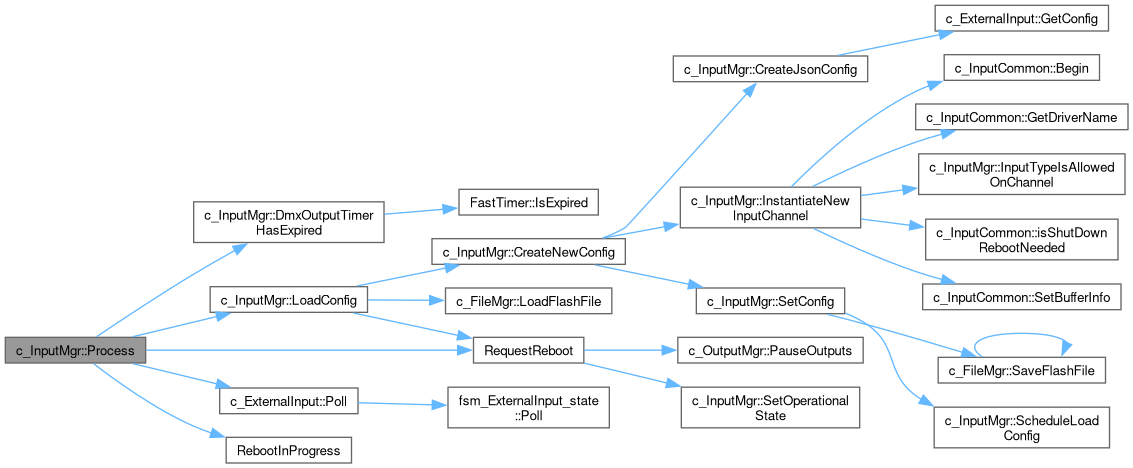 c_InputMgr::Process
c_InputMgr::DmxOutputTimer
HasExpired
FastTimer::IsExpired
c_InputMgr::LoadConfig
c_InputMgr::CreateNewConfig
c_InputMgr::CreateJsonConfig
c_ExternalInput::GetConfig
c_InputMgr::InstantiateNew
InputChannel
c_InputCommon::Begin
c_InputCommon::GetDriverName
c_InputMgr::InputTypeIsAllowed
OnChannel
c_InputCommon::isShutDown
RebootNeeded
c_InputCommon::SetBufferInfo
c_InputMgr::SetConfig
c_FileMgr::SaveFlashFile
c_InputMgr::ScheduleLoad
Config
c_FileMgr::LoadFlashFile
RequestReboot
c_OutputMgr::PauseOutputs
c_InputMgr::SetOperational
State
c_ExternalInput::Poll
fsm_ExternalInput_state
::Poll
RebootInProgress